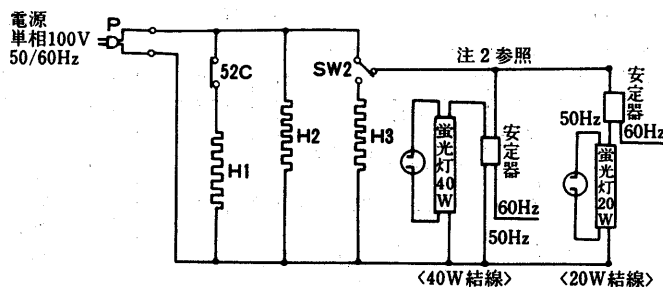 電源
単相100V
50/60Hz
P
52C
SW2
注2参照
H1
H2
H3
蛍光灯40W
安定器
60Hz
50Hz
安定器
60Hz
50Hz
蛍光灯20W
〈40W結線〉
〈20W結線〉